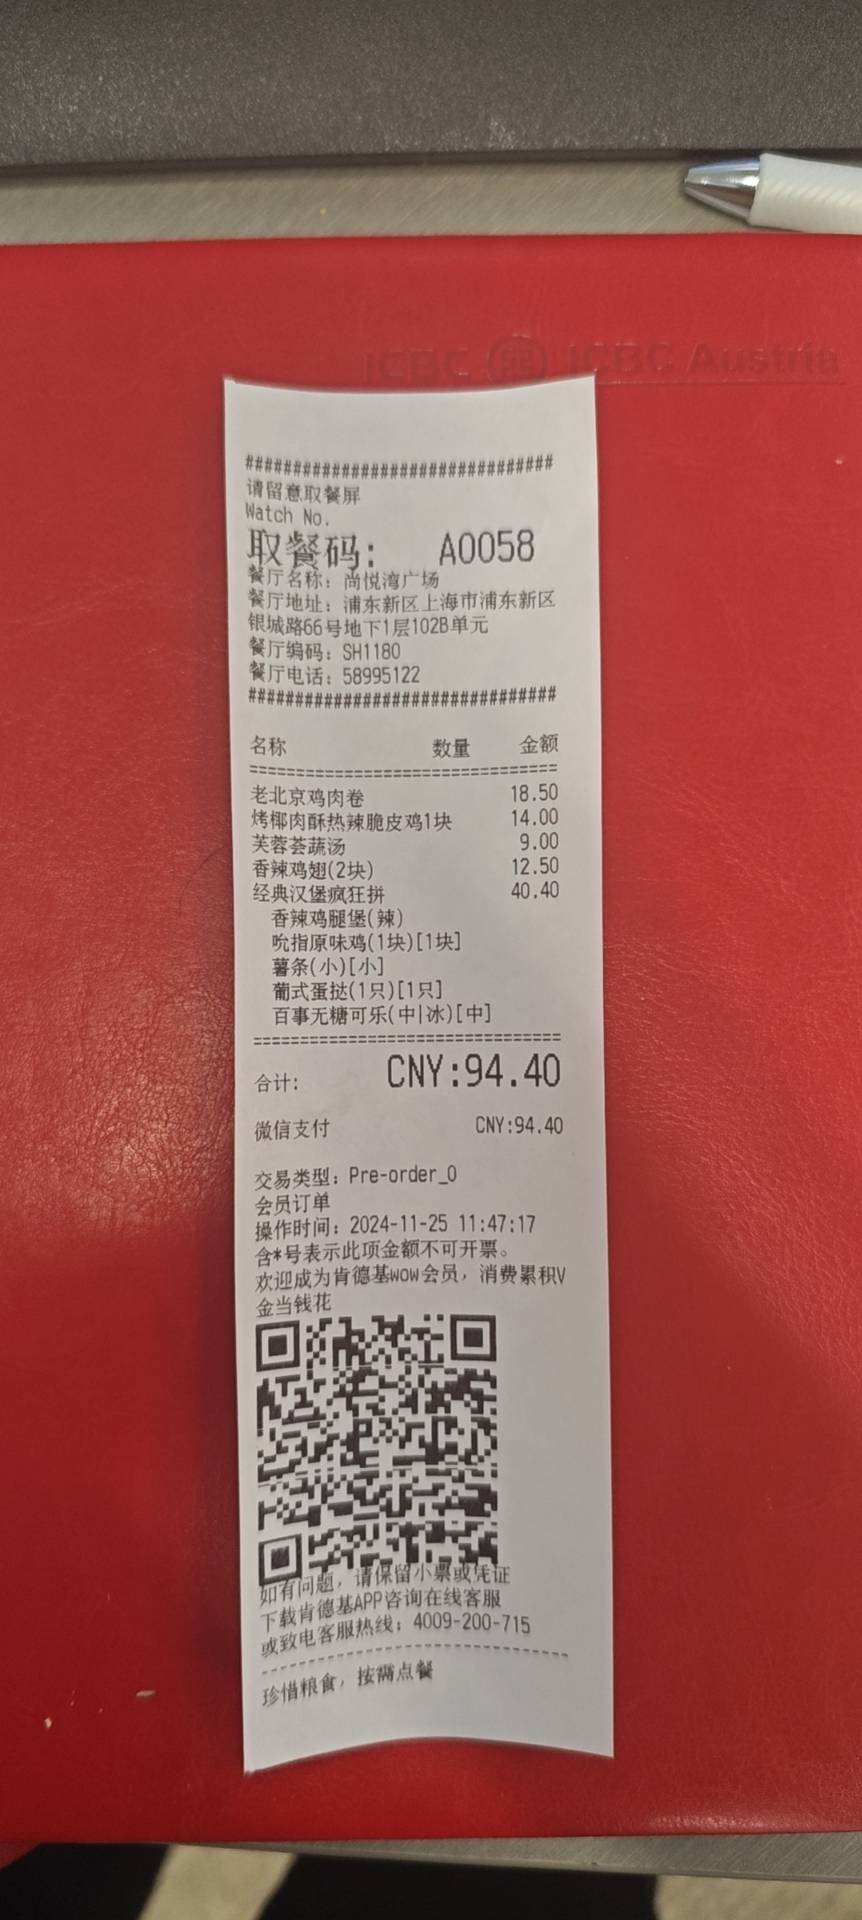 ICBC ICBC Austria
################################
请留意取餐屏
Watch No.
取餐码: A0058
餐厅名称: 尚悦湾广场
餐厅地址: 浦东新区上海市浦东新区
银城路66号地下1层102B单元
餐厅编码: SH1180
餐厅电话: 58995122
################################
名称 数量 金额
================================
老北京鸡肉卷 18.50
烤椰肉酥热辣脆皮鸡1块 14.00
芙蓉荟蔬汤 9.00
香辣鸡翅(2块) 12.50
经典汉堡疯狂拼 40.40
香辣鸡腿堡(辣)
吮指原味鸡(1块)[1块]
薯条(小)[小]
葡式蛋挞(1只)[1只]
百事无糖可乐(中|冰)[中]
================================
合计: CNY:94.40
微信支付 CNY:94.40
交易类型: Pre-order_0
会员订单
操作时间: 2024-11-25 11:47:17
含*号表示此项金额不可开票。
欢迎成为肯德基wow会员, 消费累积V
金当钱花
如有问题, 请保留小票或凭证
下载肯德基APP咨询在线客服
或致电客服热线: 4009-200-715
--------------------------------
珍惜粮食, 按需点餐